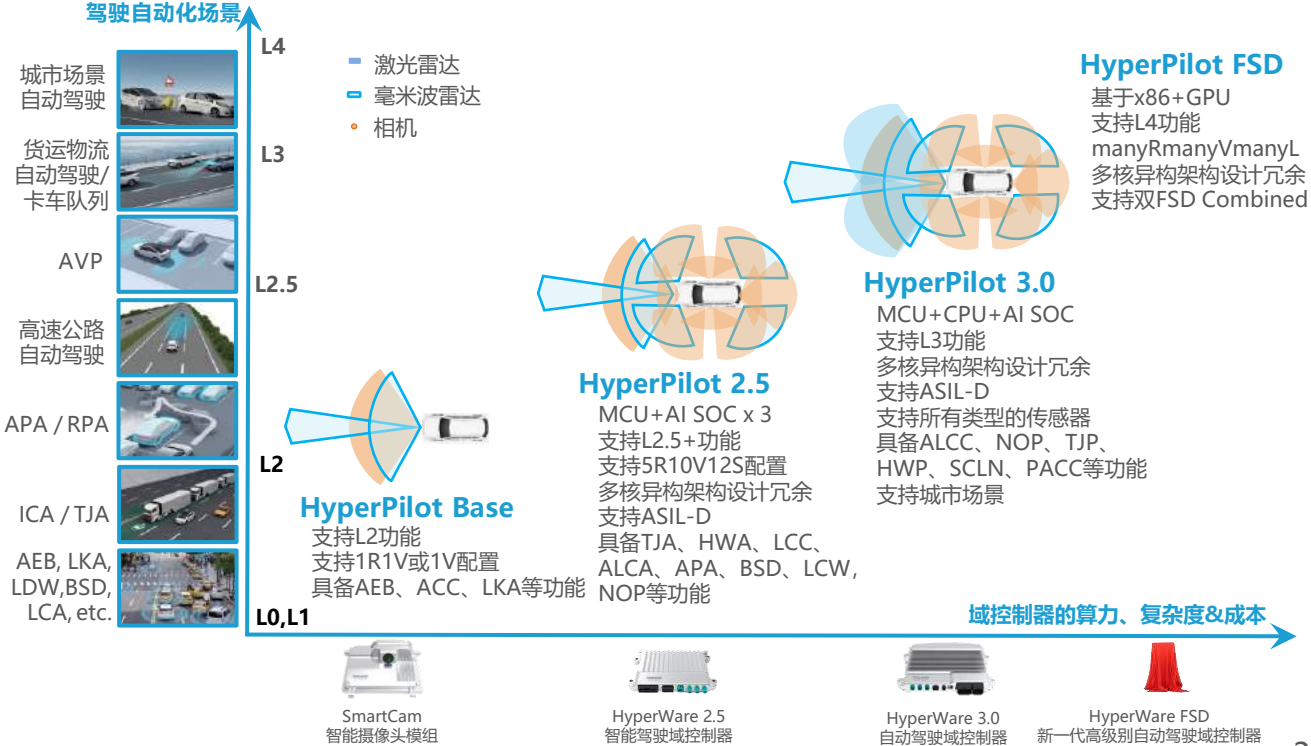 驾驶自动化场景
L4
L3
L2.5
L2
L0,L1
城市场景
自动驾驶
货运物流
自动驾驶/
卡车队列
AVP
高速公路
自动驾驶
APA / RPA
ICA / TJA
AEB, LKA,
LDW,BSD,
LCA, etc.
激光雷达
毫米波雷达
相机
HyperPilot Base
支持L2功能
支持1R1V或1V配置
具备AEB、ACC、LKA等功能
HyperPilot 2.5
MCU+AI SOC x 3
支持L2.5+功能
支持5R10V12S配置
多核异构架构设计冗余
支持ASIL-D
具备TJA、HWA、LCC、
ALCA、APA、BSD、LCW,
NOP等功能
HyperPilot 3.0
MCU+CPU+AI SOC
支持L3功能
多核异构架构设计冗余
支持ASIL-D
支持所有类型的传感器
具备ALCC、NOP、TJP、
HWP、SCLN、PACC等功能
支持城市场景
HyperPilot FSD
基于x86+GPU
支持L4功能
manyRmanyVmanyL
多核异构架构设计冗余
支持双FSD Combined
域控制器的算力、复杂度&成本
SmartCam
智能摄像头模组
HyperWare 2.5
智能驾驶域控制器
HyperWare 3.0
自动驾驶域控制器
HyperWare FSD
新一代高级别自动驾驶域控制器